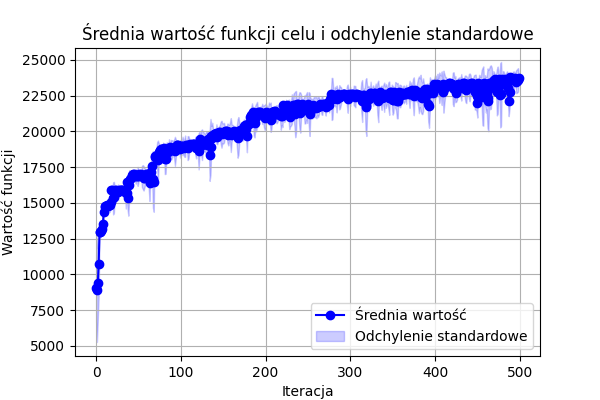 Średnia wartość funkcji celu i odchylenie standardowe
Wartość funkcji
25000
22500
20000
17500
15000
12500
10000
7500
5000
Średnia wartość
Odchylenie standardowe
0 100 200 300 400 500
Iteracja